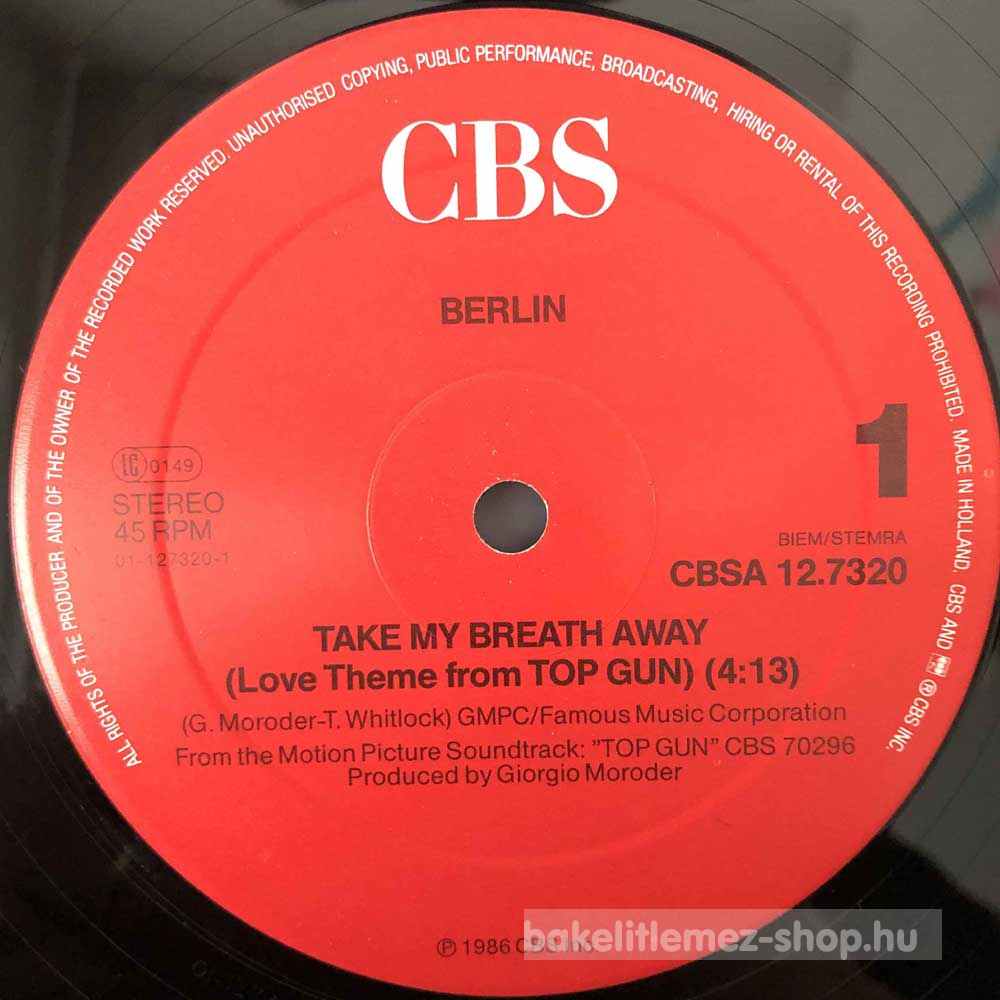 ALL RIGHTS OF THE PRODUCER AND OF THE OWNER OF THE RECORDED WORK RESERVED. UNAUTHORISED COPYING, PUBLIC PERFORMANCE, BROADCASTING, HIRING OR RENTAL OF THIS RECORDING PROHIBITED. MADE IN HOLLAND. CBS AND ℗ CBS INC.
CBS
BERLIN
1
LC 0149
STEREO
45 RPM
01-127320-1
BIEM/STEMRA
CBSA 12.7320
TAKE MY BREATH AWAY
(Love Theme from TOP GUN) (4:13)
(G. Moroder-T. Whitlock) GMPC/Famous Music Corporation
From the Motion Picture Soundtrack: "TOP GUN" CBS 70296
Produced by Giorgio Moroder
℗ 1986 CBS Inc.
bakelitlemez-shop.hu